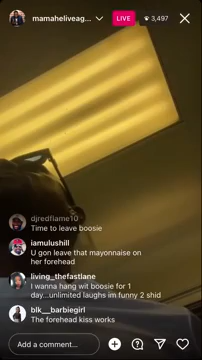 mamaheliveag...
LIVE
3,497
djredflame10
Time to leave boosie
iamulushill
U gon leave that mayonnaise on
her forehead
living_thefastlane
I wanna hang wit boosie for 1
day...unlimited laughs im funny 2 shid
blk__barbiegirl
The forehead kiss works
Add a comment...